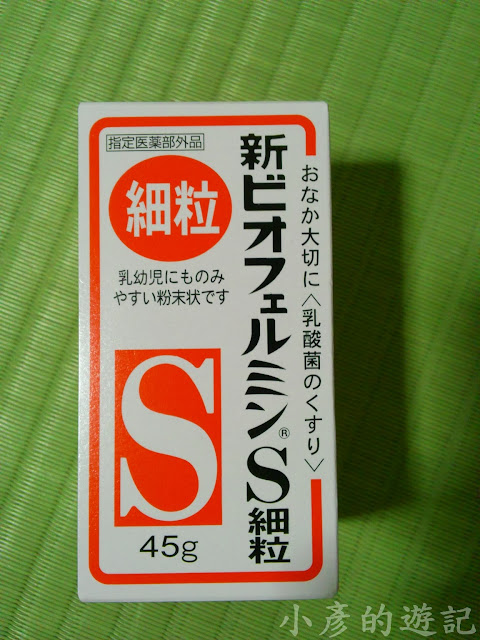 指定医薬部外品
細粒
乳幼児にものみ
やすい粉末状です
S
45g
新ビオフェルミン®S細粒
おなか大切に〈乳酸菌のくすり〉
小彥的遊記